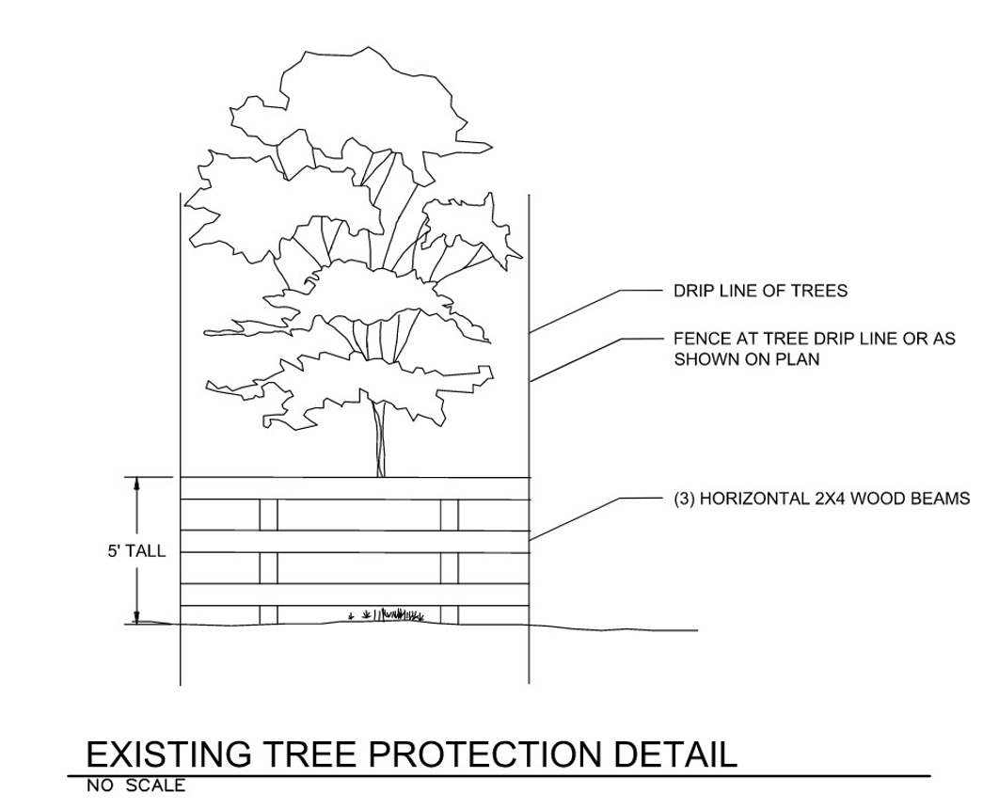 DRIP LINE OF TREES
FENCE AT TREE DRIP LINE OR AS
SHOWN ON PLAN
(3) HORIZONTAL 2X4 WOOD BEAMS
5' TALL
EXISTING TREE PROTECTION DETAIL
NO SCALE